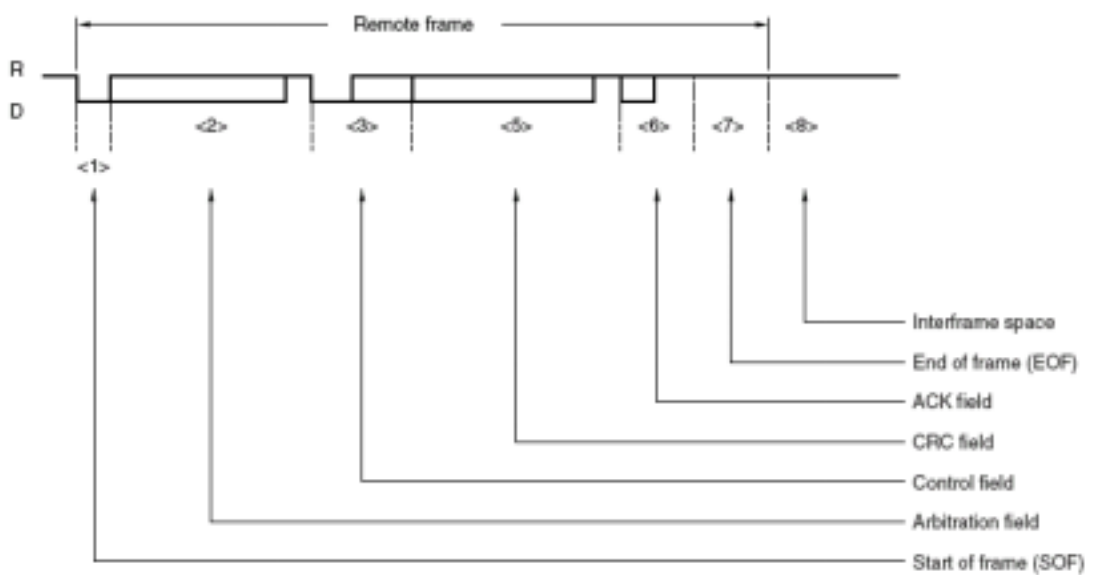 Remote frame
R
D
<2> <3> <5> <6> <7> <8>
<1>
Interframe space
End of frame (EOF)
ACK field
CRC field
Control field
Arbitration field
Start of frame (SOF)